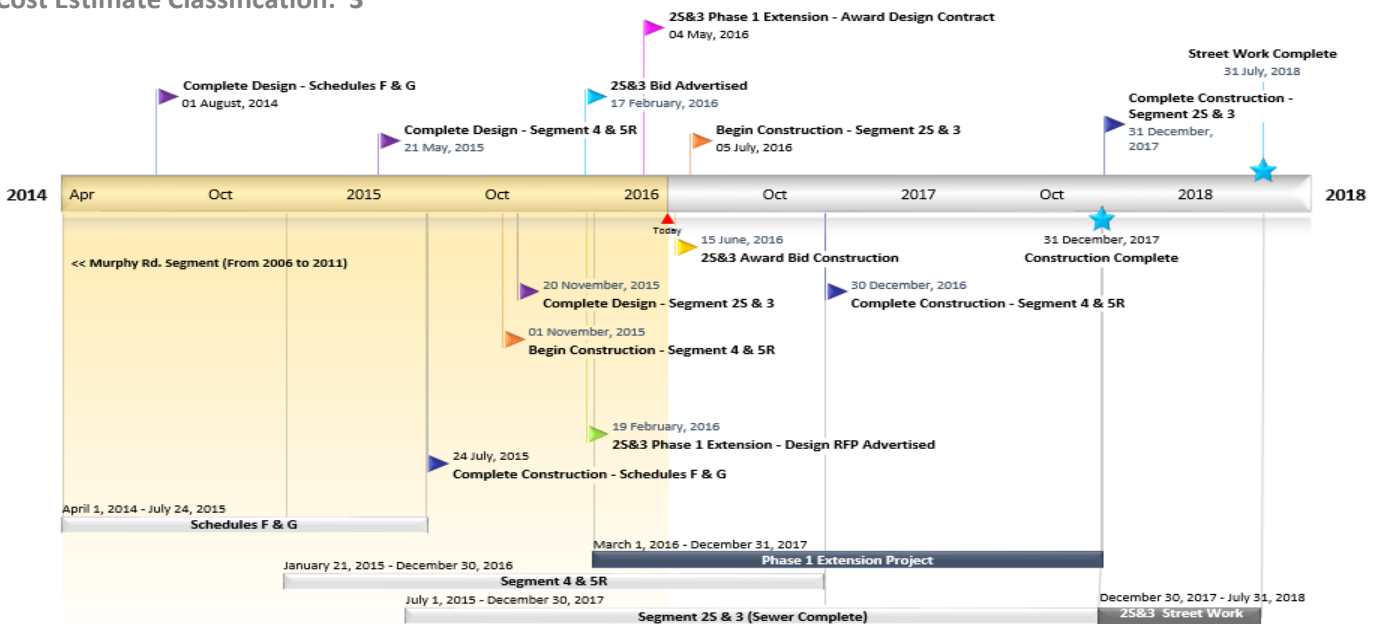 Cost Estimate Classification: 3
2S&3 Phase 1 Extension - Award Design Contract
04 May, 2016
Street Work Complete
31 July, 2018
Complete Design - Schedules F & G
01 August, 2014
2S&3 Bid Advertised
17 February, 2016
Complete Construction -
Segment 2S & 3
31 December,
2017
Complete Design - Segment 4 & 5R
21 May, 2015
Begin Construction - Segment 2S & 3
05 July, 2016
2014 Apr Oct 2015 Oct 2016 Oct 2017 Oct 2018 2018
Today
15 June, 2016
2S&3 Award Bid Construction
31 December, 2017
Construction Complete
<< Murphy Rd. Segment (From 2006 to 2011)
20 November, 2015
Complete Design - Segment 2S & 3
30 December, 2016
Complete Construction - Segment 4 & 5R
01 November, 2015
Begin Construction - Segment 4 & 5R
19 February, 2016
2S&3 Phase 1 Extension - Design RFP Advertised
24 July, 2015
Complete Construction - Schedules F & G
April 1, 2014 - July 24, 2015
Schedules F & G
March 1, 2016 - December 31, 2017
Phase 1 Extension Project
January 21, 2015 - December 30, 2016
Segment 4 & 5R
July 1, 2015 - December 30, 2017
Segment 2S & 3 (Sewer Complete)
December 30, 2017 - July 31, 2018
2S&3 Street Work